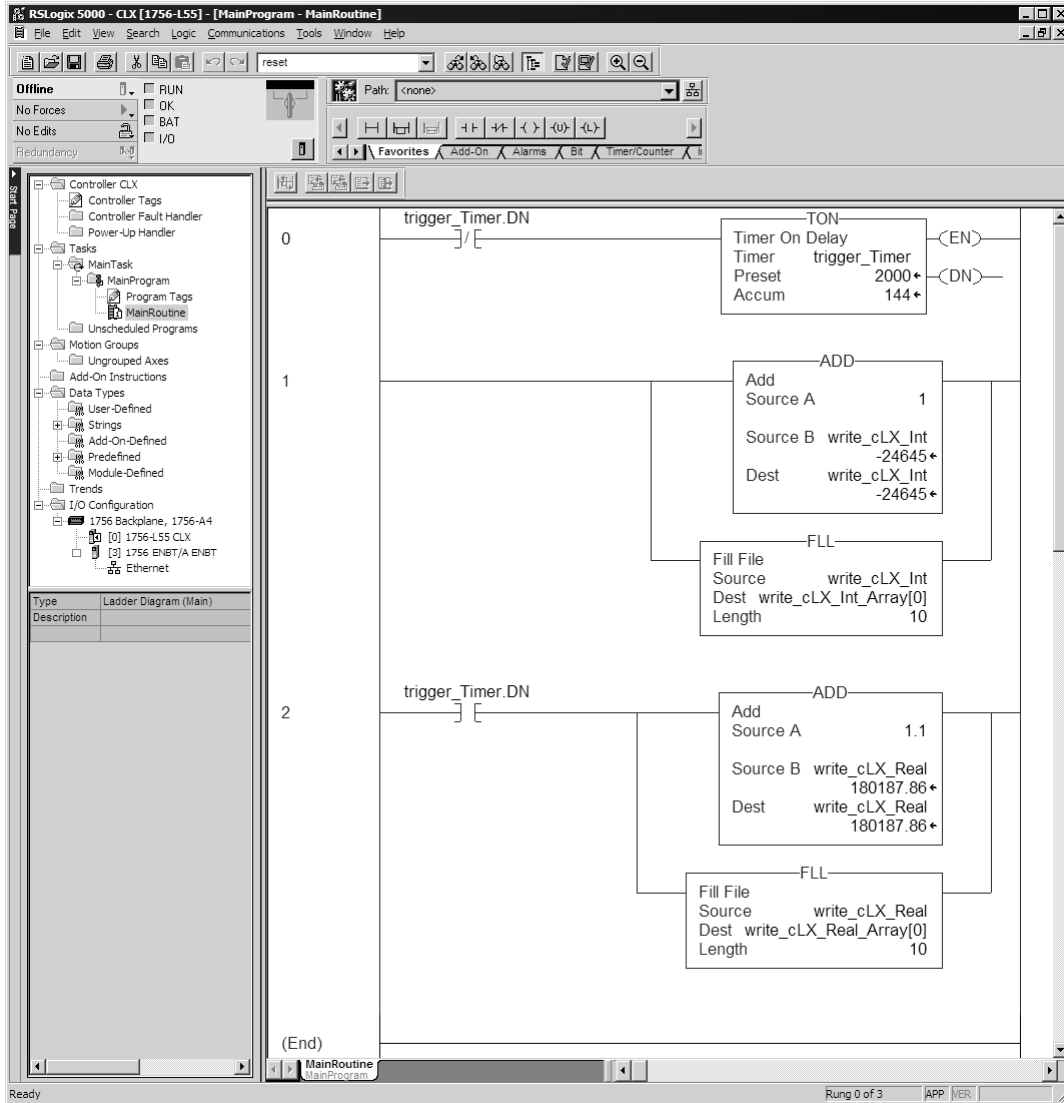 RSLogix 5000 - CLX [1756-L55] - [MainProgram - MainRoutine]
File Edit View Search Logic Communications Tools Window Help
reset
Offline
RUN
No Forces
OK
No Edits
BAT
Redundancy
I/O
Path: <none>
Favorites Add-On Alarms Bit Timer/Counter
Start Page
Controller CLX
Controller Tags
Controller Fault Handler
Power-Up Handler
Tasks
MainTask
MainProgram
Program Tags
MainRoutine
Unscheduled Programs
Motion Groups
Ungrouped Axes
Add-On Instructions
Data Types
User-Defined
Strings
Add-On-Defined
Predefined
Module-Defined
Trends
I/O Configuration
1756 Backplane, 1756-A4
[0] 1756-L55 CLX
[3] 1756 ENBT/A ENBT
Ethernet
Type Ladder Diagram (Main)
Description
0
trigger_Timer.DN
TON
Timer On Delay
Timer trigger_Timer
Preset 2000
Accum 144
EN
DN
1
ADD
Add
Source A 1
Source B write_cLX_Int
-24645
Dest write_cLX_Int
-24645
FLL
Fill File
Source write_cLX_Int
Dest write_cLX_Int_Array[0]
Length 10
2
trigger_Timer.DN
ADD
Add
Source A 1.1
Source B write_cLX_Real
180187.86
Dest write_cLX_Real
180187.86
FLL
Fill File
Source write_cLX_Real
Dest write_cLX_Real_Array[0]
Length 10
(End)
MainRoutine
MainProgram
Ready
Rung 0 of 3 APP VER